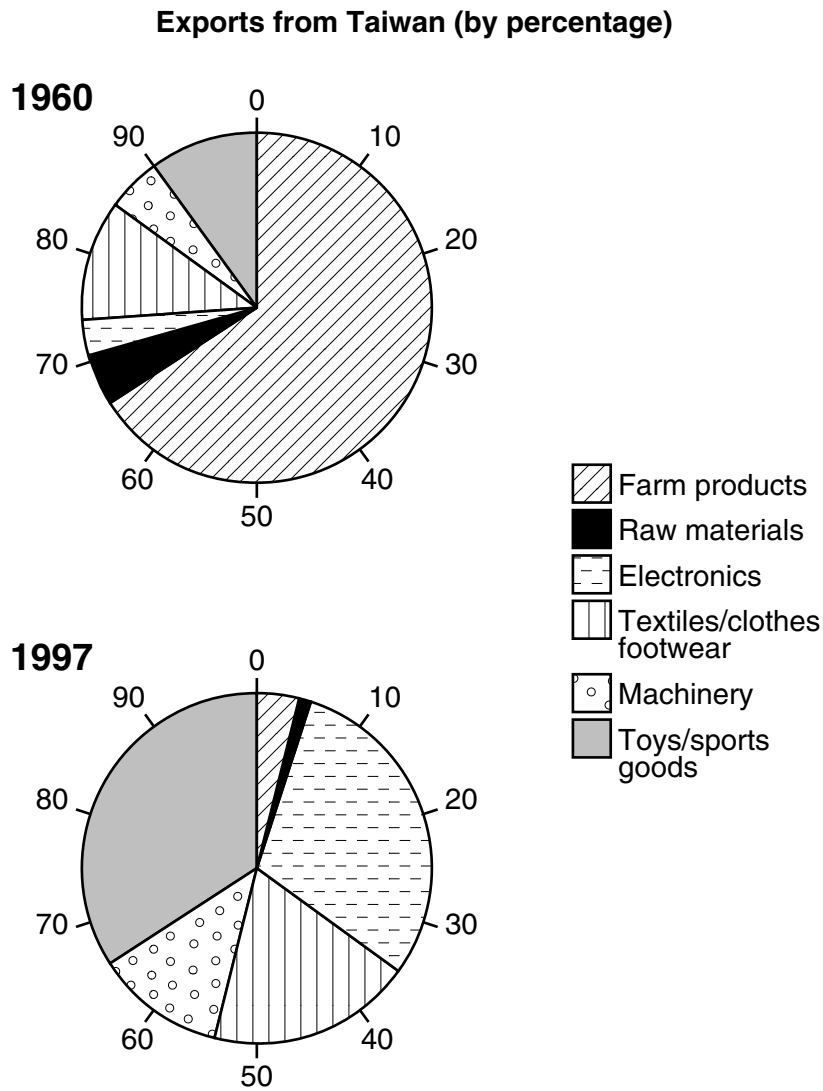 Exports from Taiwan (by percentage)
1960
0
10
20
30
40
50
60
70
80
90
Farm products
Raw materials
Electronics
Textiles/clothes
footwear
Machinery
Toys/sports
goods
1997
0
10
20
30
40
50
60
70
80
90